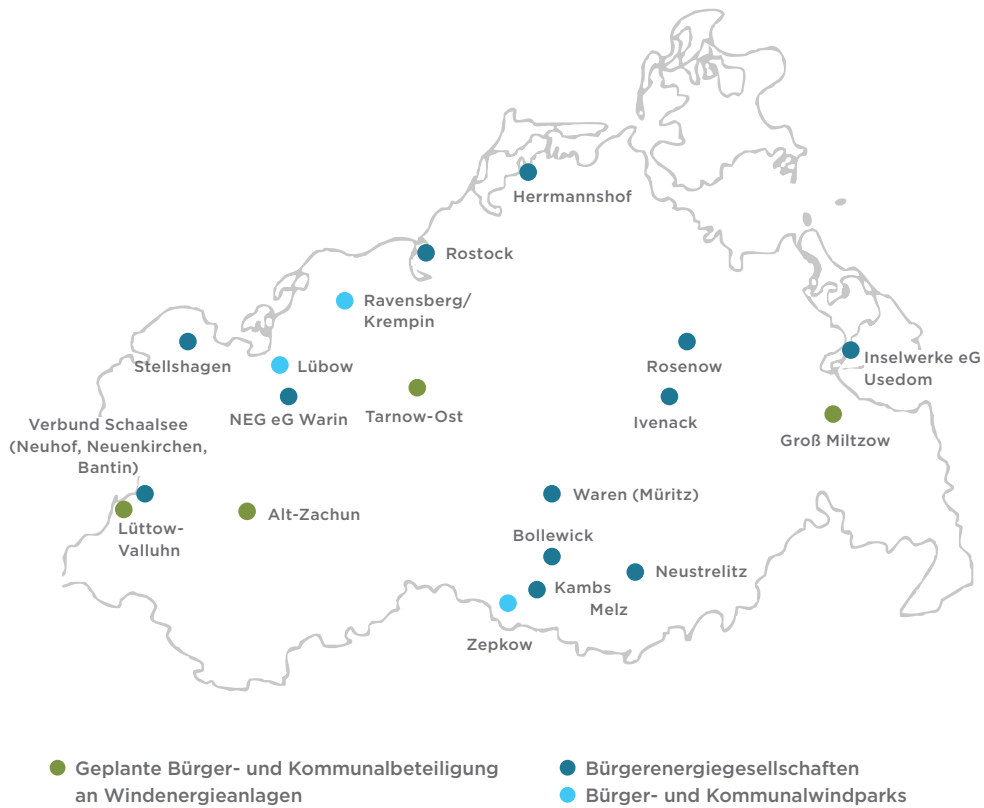 Herrmannshof
Rostock
Ravensberg/
Krempin
Stellshagen
Lübow
Rosenow
Inselwerke eG
Usedom
NEG eG Warin
Tarnow-Ost
Ivenack
Groß Miltzow
Verbund Schaalsee
(Neuhof, Neuenkirchen,
Bantin)
Lüttow-
Valluhn
Alt-Zachun
Waren (Müritz)
Bollewick
Neustrelitz
Kambs
Melz
Zepkow
Geplante Bürger- und Kommunalbeteiligung
an Windenergieanlagen
Bürgerenergiegesellschaften
Bürger- und Kommunalwindparks